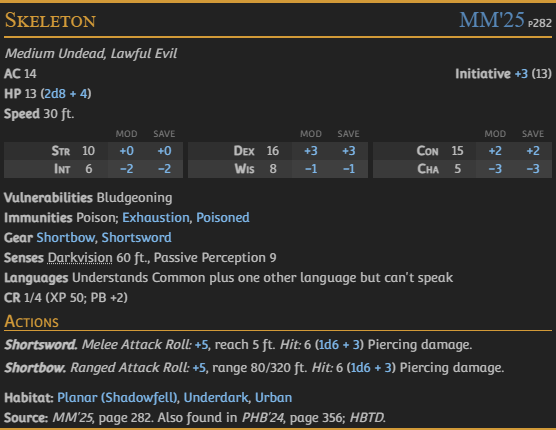 Skeleton MM'25 P282
Medium Undead, Lawful Evil
AC 14 Initiative +3 (13)
HP 13 (2d8 + 4)
Speed 30 ft.
MOD SAVE MOD SAVE MOD SAVE
Str 10 +0 +0 Dex 16 +3 +3 Con 15 +2 +2
Int 6 −2 −2 Wis 8 −1 −1 Cha 5 −3 −3
Vulnerabilities Bludgeoning
Immunities Poison; Exhaustion, Poisoned
Gear Shortbow, Shortsword
Senses Darkvision 60 ft., Passive Perception 9
Languages Understands Common plus one other language but can't speak
CR 1/4 (XP 50; PB +2)
Actions
Shortsword. Melee Attack Roll: +5, reach 5 ft. Hit: 6 (1d6 + 3) Piercing damage.
Shortbow. Ranged Attack Roll: +5, range 80/320 ft. Hit: 6 (1d6 + 3) Piercing damage.
Habitat: Planar (Shadowfell), Underdark, Urban
Source: MM'25, page 282. Also found in PHB'24, page 356; HBTD.